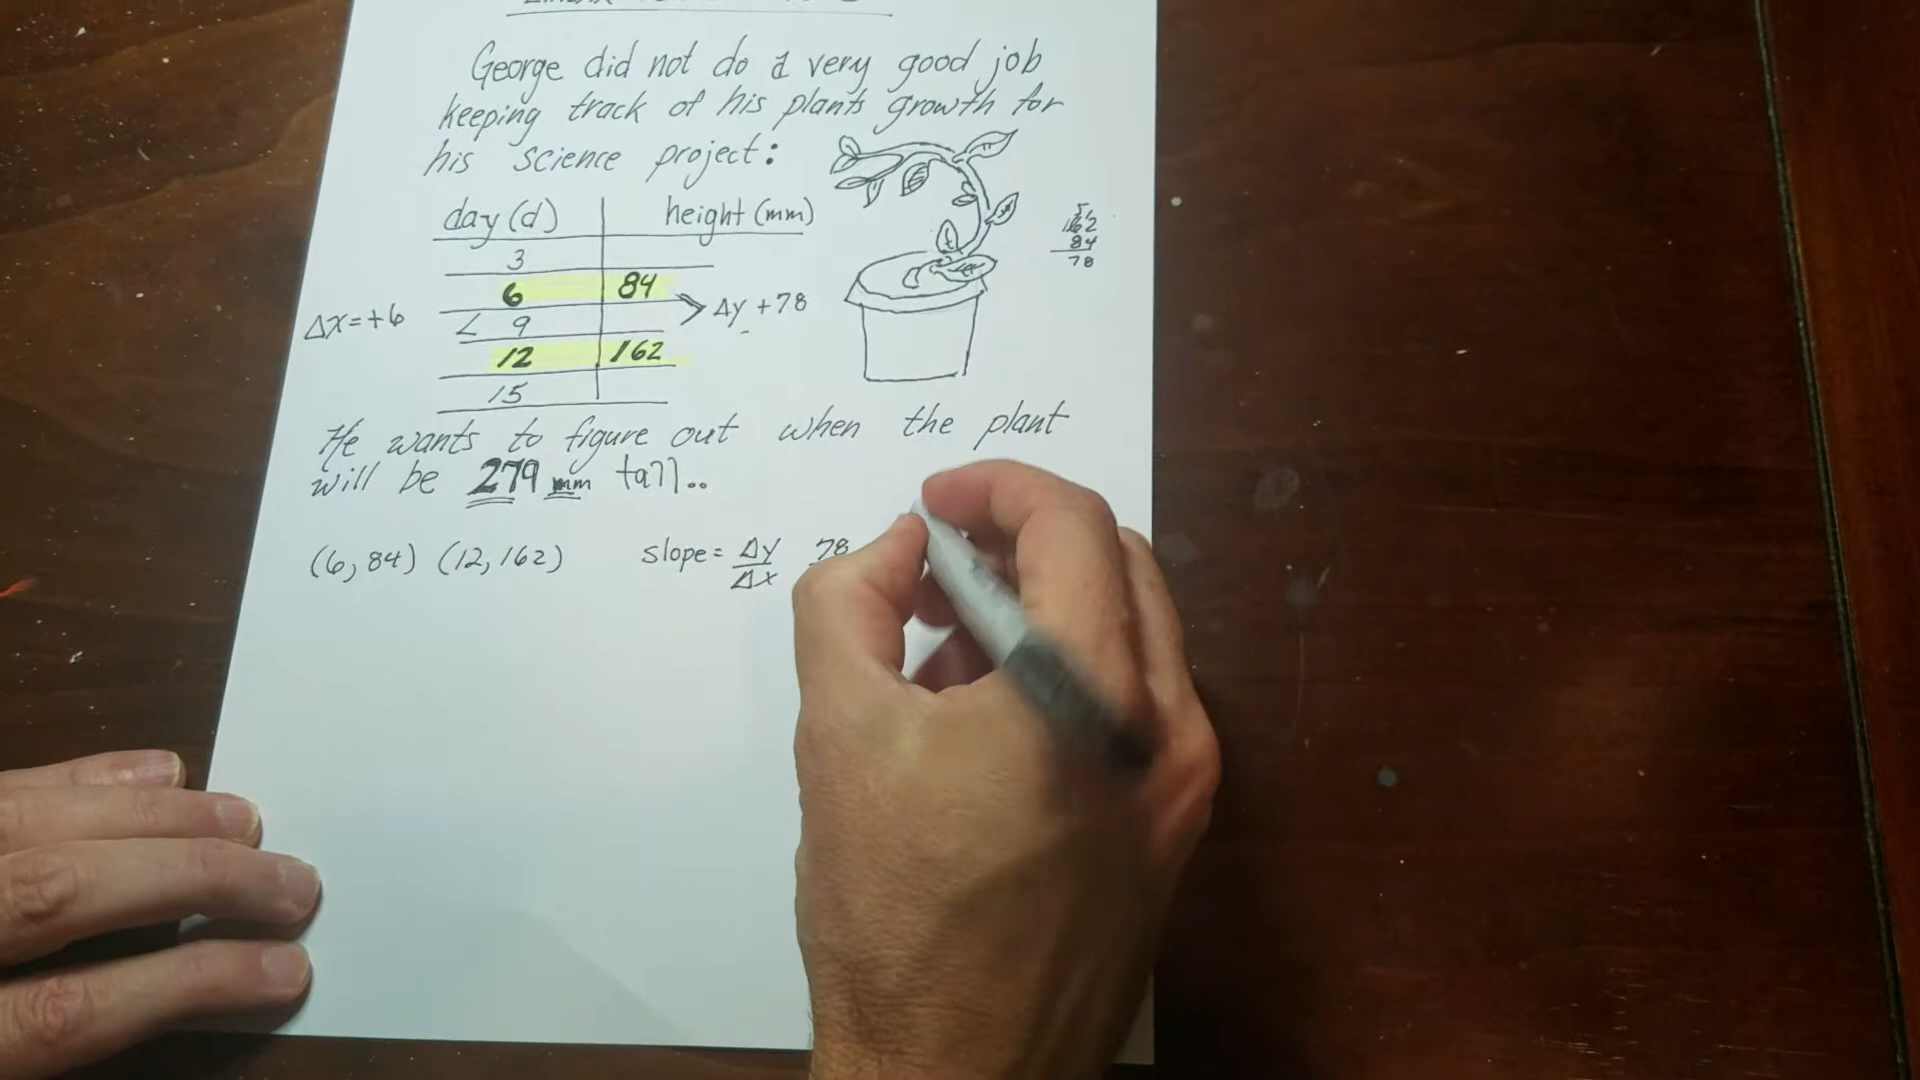 George did not do a very good job
keeping track of his plants growth for
his science project:
day (d) height (mm)
3
6 84
9
12 162
15
Δx=+6
Δy +78
162
84
78
He wants to figure out when the plant
will be 279 mm tall..
(6,84) (12,162) slope= Δy 78
Δx